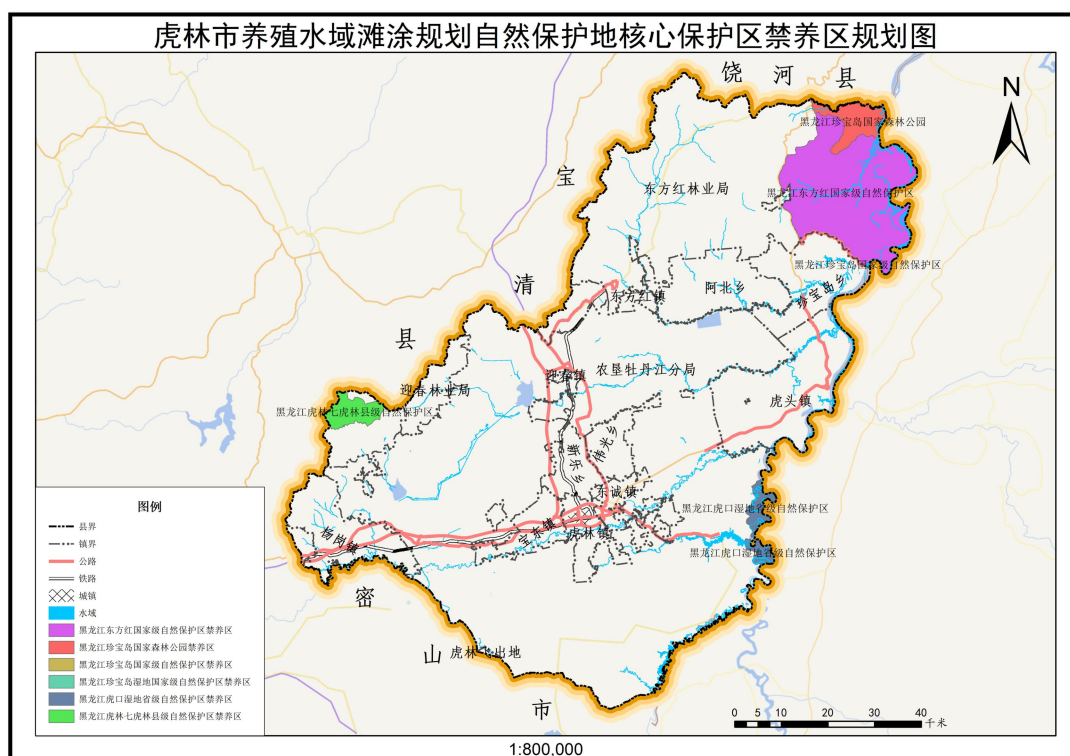 虎林市养殖水域滩涂规划自然保护地核心保护区禁养区规划图
饶河县
N
黑龙江珍宝岛国家森林公园
宝
东方红林业局
黑龙江东方红国家级自然保护区
黑龙江珍宝岛国家级自然保护区
清
东方红镇
阿北乡
珍宝岛乡
县
迎春镇
农垦牡丹江分局
迎春林业局
虎头镇
黑龙江虎林七虎林县级自然保护区
伟光乡
新乐乡
东诚镇
黑龙江虎口湿地省级自然保护区
杨岗镇
宝东镇
虎林镇
黑龙江虎口湿地省级自然保护区
密
山
市
图例
县界
镇界
公路
铁路
城镇
水域
黑龙江东方红国家级自然保护区禁养区
黑龙江珍宝岛国家森林公园禁养区
黑龙江珍宝岛国家级自然保护区禁养区
黑龙江珍宝岛湿地国家级自然保护区禁养区
黑龙江虎口湿地省级自然保护区禁养区
黑龙江虎林七虎林县级自然保护区禁养区
0 5 10 20 30 40
千米
1:800,000